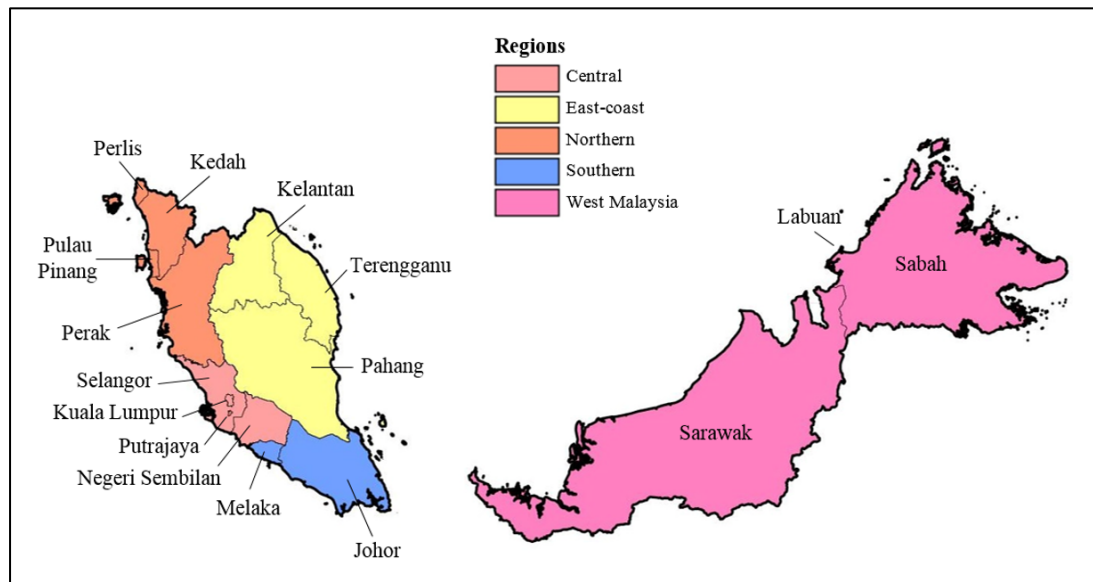 Regions
Central
East-coast
Northern
Southern
West Malaysia
Perlis
Kedah
Kelantan
Pulau
Pinang
Terengganu
Perak
Pahang
Selangor
Kuala Lumpur
Putrajaya
Negeri Sembilan
Melaka
Johor
Labuan
Sabah
Sarawak